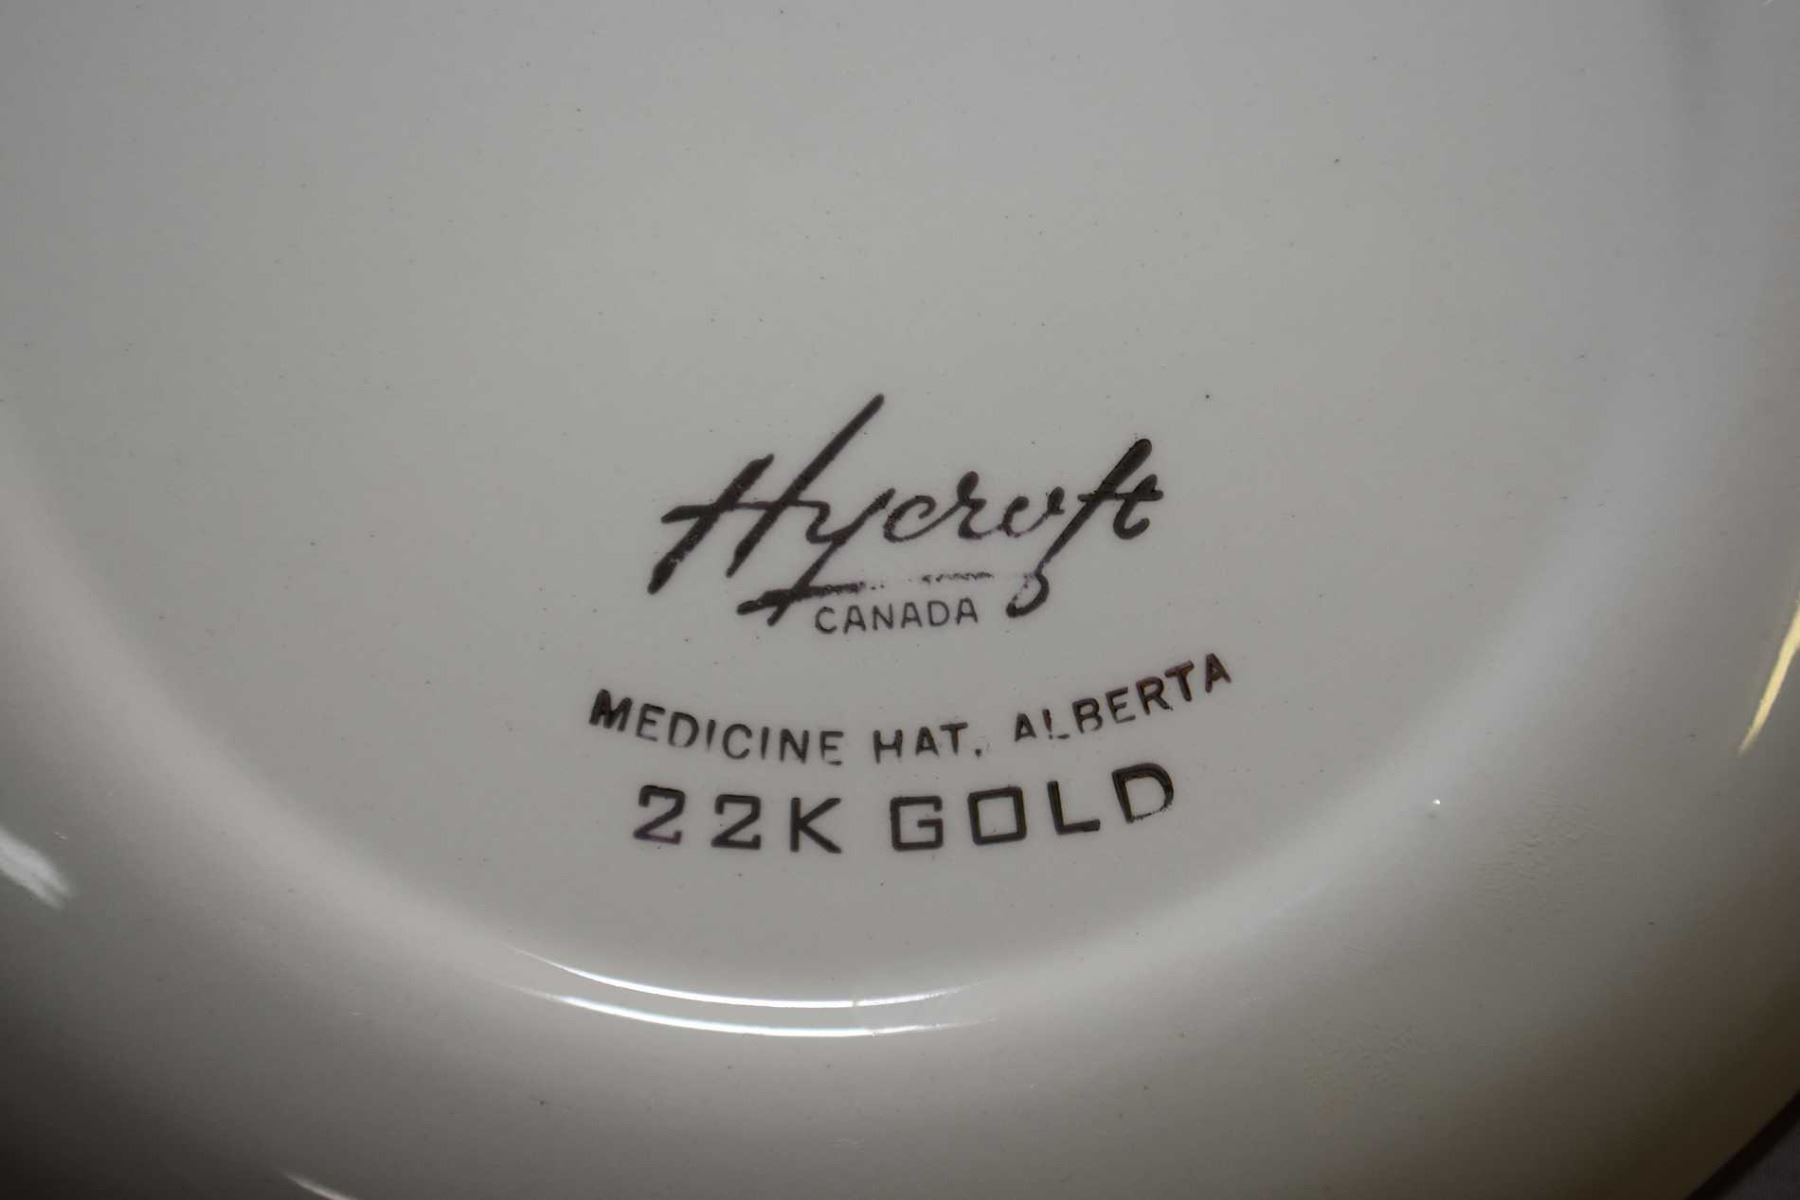 Hycroft
CANADA
MEDICINE HAT, ALBERTA
22K GOLD